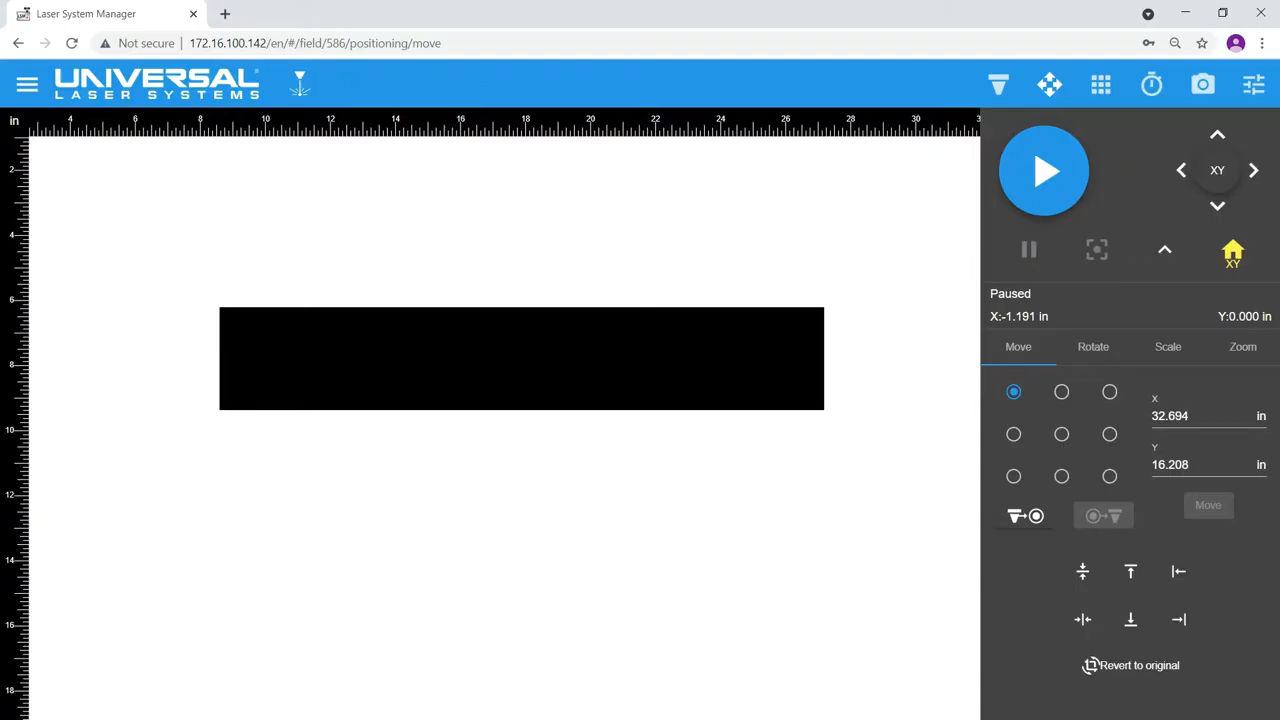 Laser System Manager
Not secure
172.16.100.142/en/#/field/586/positioning/move
UNIVERSAL
LASER SYSTEMS
in
4 6 8 10 12 14 16 18 20 22 24 26 28 30
2
4
6
8
10
12
14
16
18
XY
XY
Paused
X:-1.191 in Y:0.000 in
Move Rotate Scale Zoom
X
32.694 in
Y
16.208 in
Move
Revert to original